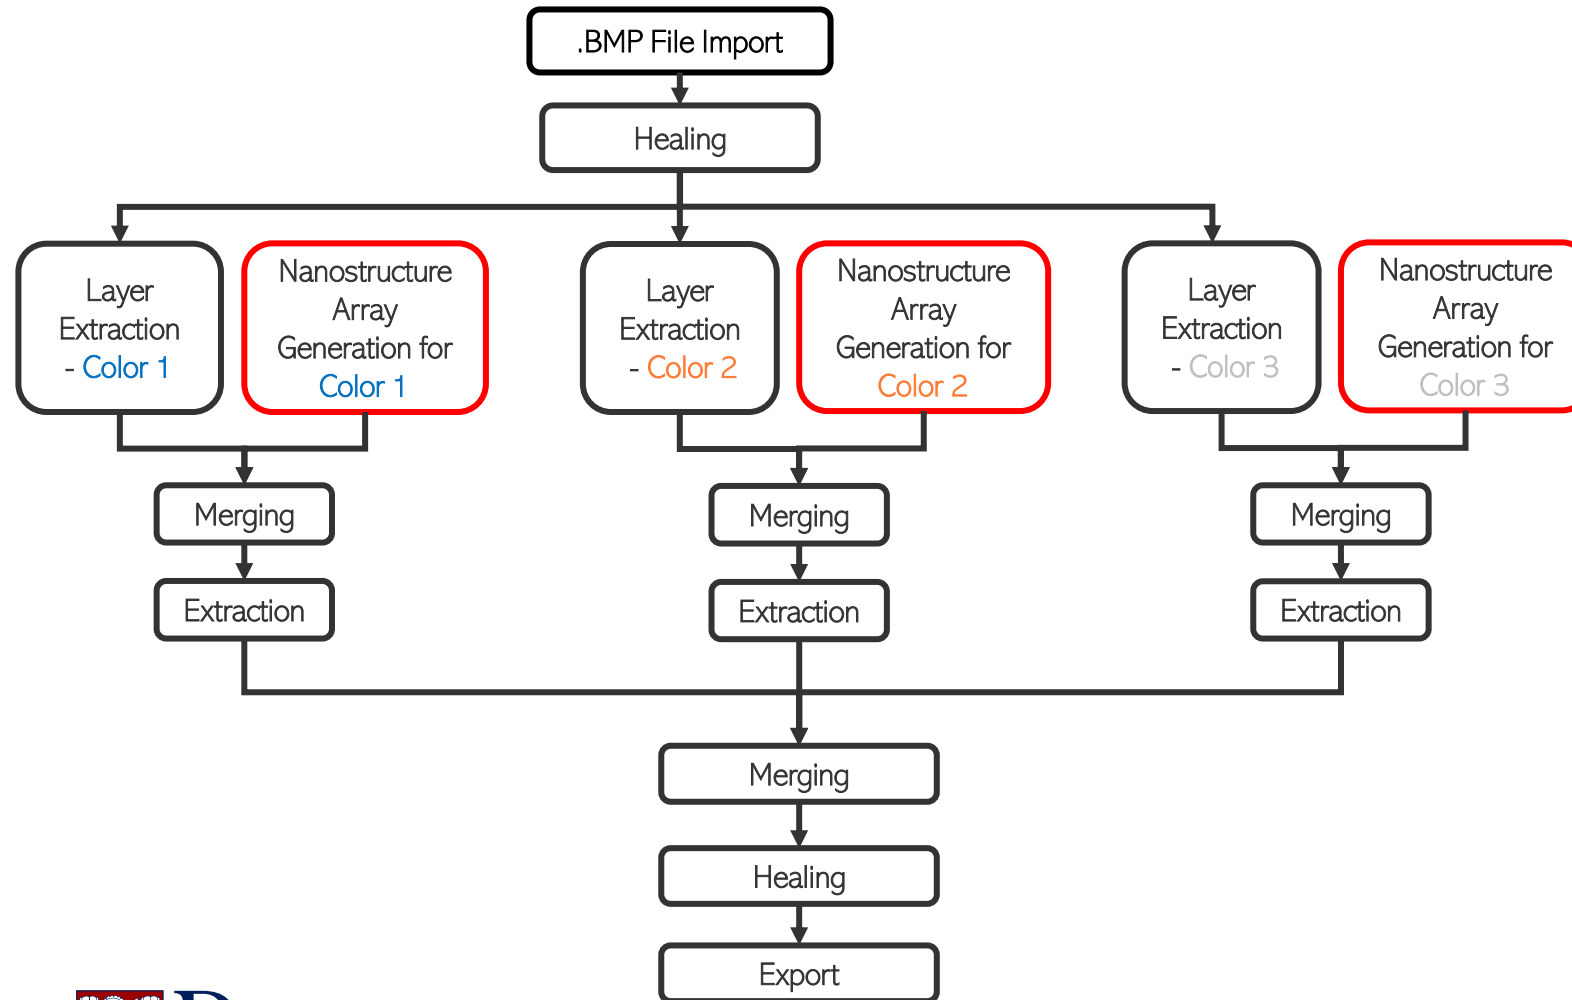 .BMP File Import
Healing
Layer
Extraction
- Color 1
Nanostructure
Array
Generation for
Color 1
Layer
Extraction
- Color 2
Nanostructure
Array
Generation for
Color 2
Layer
Extraction
- Color 3
Nanostructure
Array
Generation for
Color 3
Merging
Merging
Merging
Extraction
Extraction
Extraction
Merging
Healing
Export